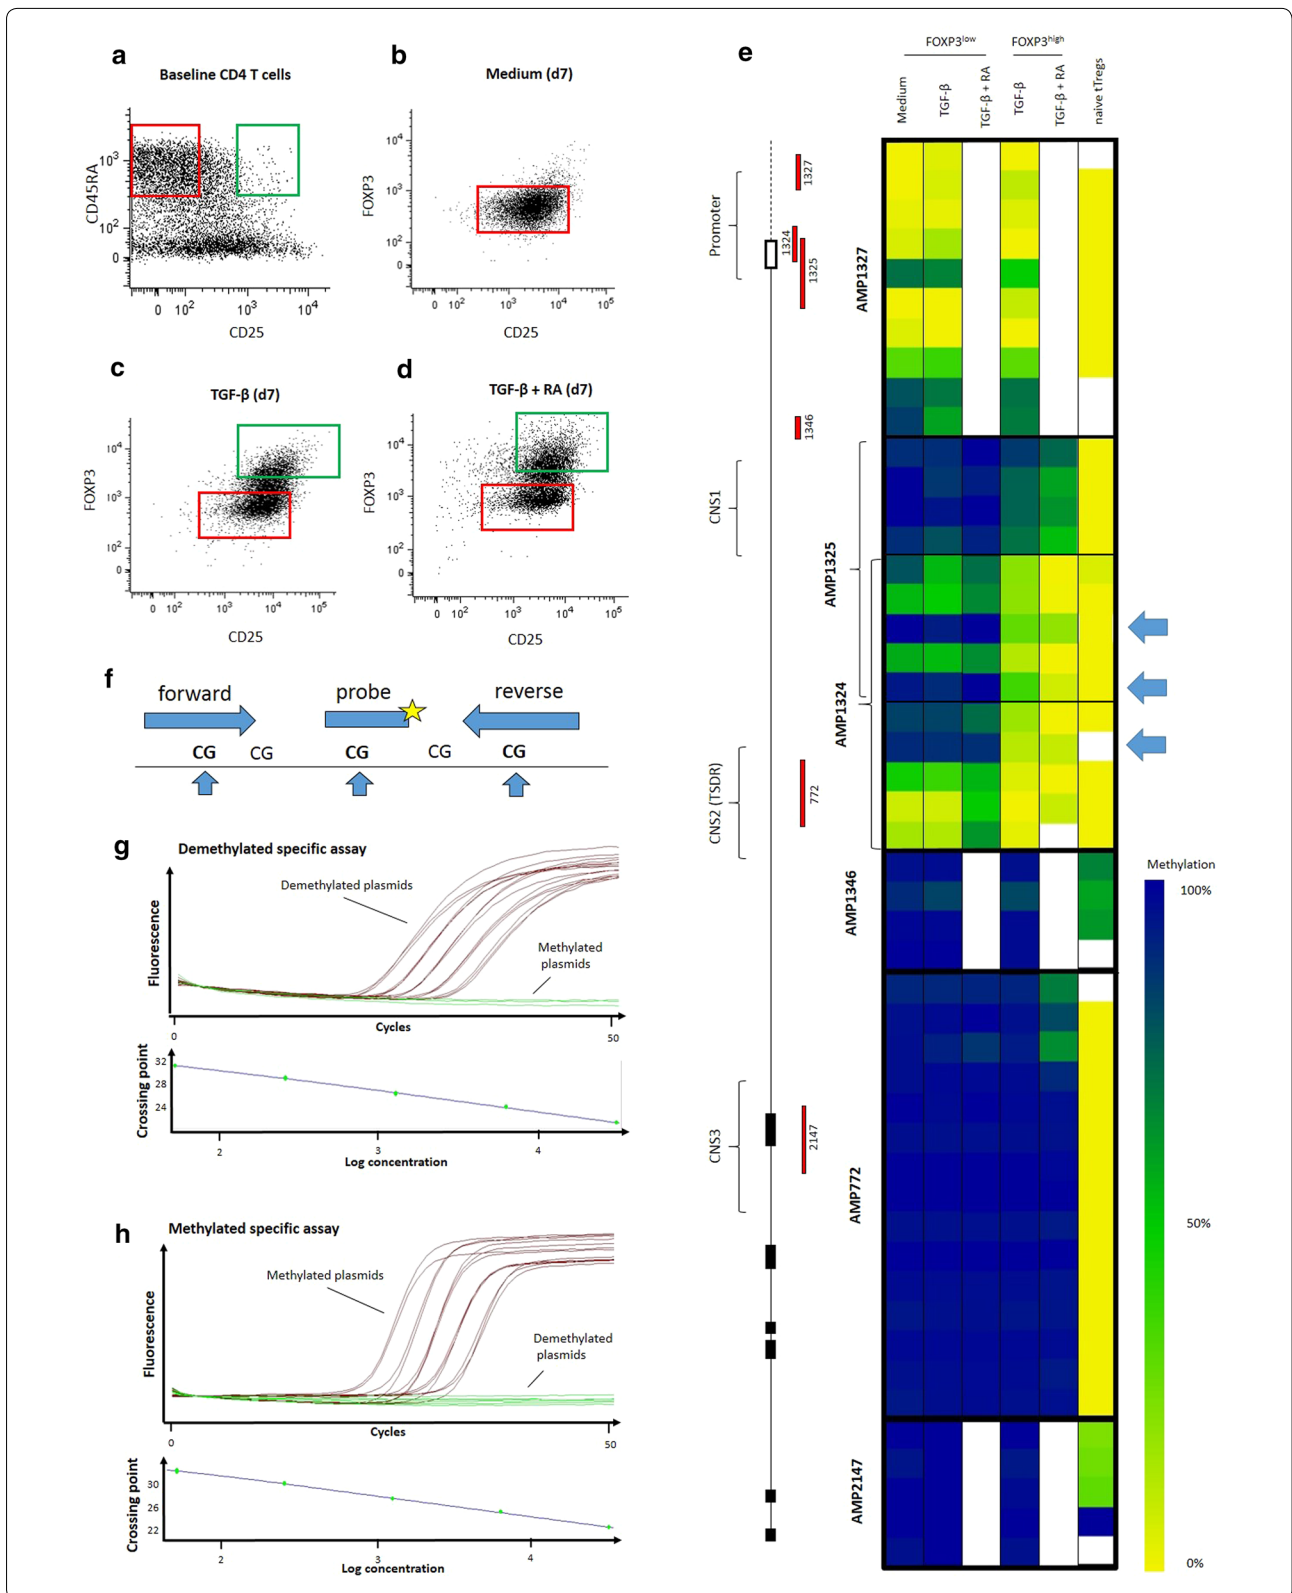 a
Baseline CD4 T cells
CD45RA
10³
10²
0
0 10² 10³ 10⁴
CD25
b
Medium (d7)
FOXP3
10⁴
10³
10²
0
0 10² 10³ 10⁴ 10⁵
CD25
c
TGF-β (d7)
FOXP3
10⁴
10³
10²
0
0 10² 10³ 10⁴ 10⁵
CD25
d
TGF-β + RA (d7)
FOXP3
10⁴
10³
10²
0
0 10² 10³ 10⁴ 10⁵
CD25
e
FOXP3low
FOXP3high
Medium
TGF-β
TGF-β + RA
TGF-β
TGF-β + RA
naive tTregs
Promoter
CNS1
CNS2 (TSDR)
CNS3
1327
1324
1325
1346
772
2147
AMP1327
AMP1325
AMP1324
AMP1346
AMP772
AMP2147
Methylation
100%
50%
0%
f
forward
probe
reverse
CG CG CG CG CG
g
Demethylated specific assay
Demethylated plasmids
Methylated
plasmids
Fluorescence
Cycles
0
50
Crossing point
32
28
24
2 3 4
Log concentration
h
Methylated specific assay
Methylated plasmids
Demethylated
plasmids
Fluorescence
Cycles
0
50
Crossing point
30
26
22
2 3 4
Log concentration